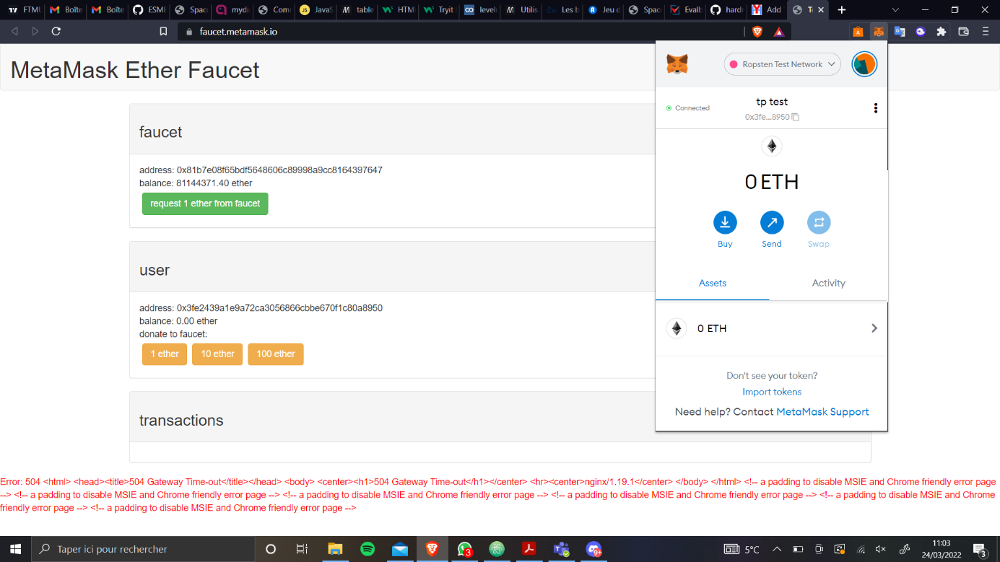 FTMU
Boîte
Boîte
ESME
Spac
mydi
Com
JavaS
table
HTM
Tryit
level
Utilis
Les b
Jeu d
Spac
Evalb
hard
Add
faucet.metamask.io
MetaMask Ether Faucet
faucet
address: 0x81b7e08f65bdf5648606c89998a9cc8164397647
balance: 81144371.40 ether
request 1 ether from faucet
user
address: 0x3fe2439a1e9a72ca3056866cbbe670f1c80a8950
balance: 0.00 ether
donate to faucet:
1 ether 10 ether 100 ether
transactions
Ropsten Test Network
Connected
tp test
0x3fe...8950
0 ETH
Buy Send Swap
Assets Activity
0 ETH
Don't see your token?
Import tokens
Need help? Contact MetaMask Support
Error: 504 <html> <head><title>504 Gateway Time-out</title></head> <body> <center><h1>504 Gateway Time-out</h1></center> <hr><center>nginx/1.19.1</center> </body> </html> <!-- a padding to disable MSIE and Chrome friendly error page
--> <!-- a padding to disable MSIE and Chrome friendly error page --> <!-- a padding to disable MSIE and Chrome friendly error page --> <!-- a padding to disable MSIE and Chrome friendly error page --> <!-- a padding to disable MSIE and Chrome
friendly error page --> <!-- a padding to disable MSIE and Chrome friendly error page -->
Taper ici pour rechercher
3
9+
5°C
11:03
24/03/2022
3